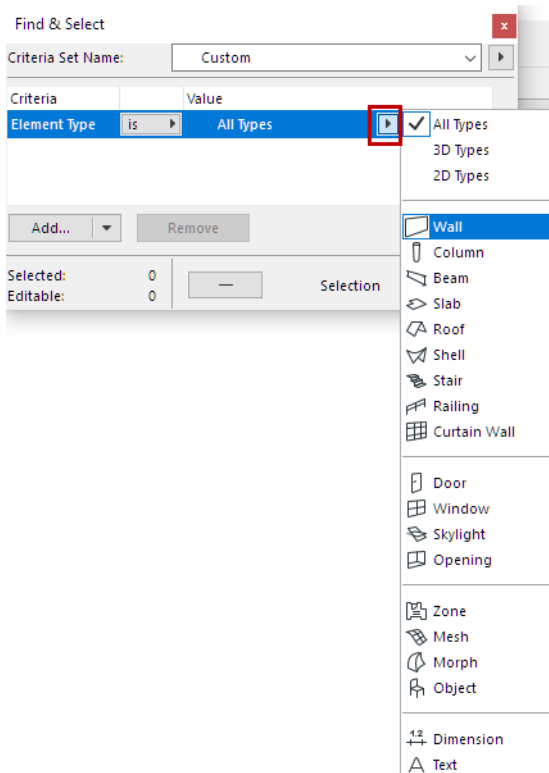 Find & Select
x
Criteria Set Name: Custom
Criteria Value
Element Type is All Types
All Types
3D Types
2D Types
Wall
Column
Beam
Slab
Roof
Shell
Stair
Railing
Curtain Wall
Door
Window
Skylight
Opening
Zone
Mesh
Morph
Object
1.2 Dimension
A Text
Add... Remove
Selected: 0
Editable: 0
— Selection